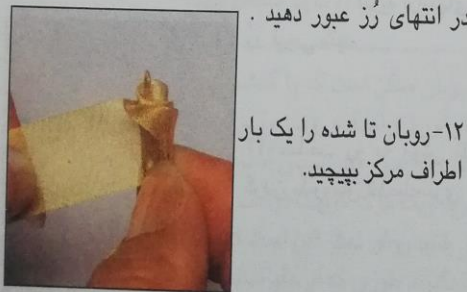 در انتهای رُز عبور دهید .
۱۲-روبان تا شده را یک بار
اطراف مرکز بپیچید.